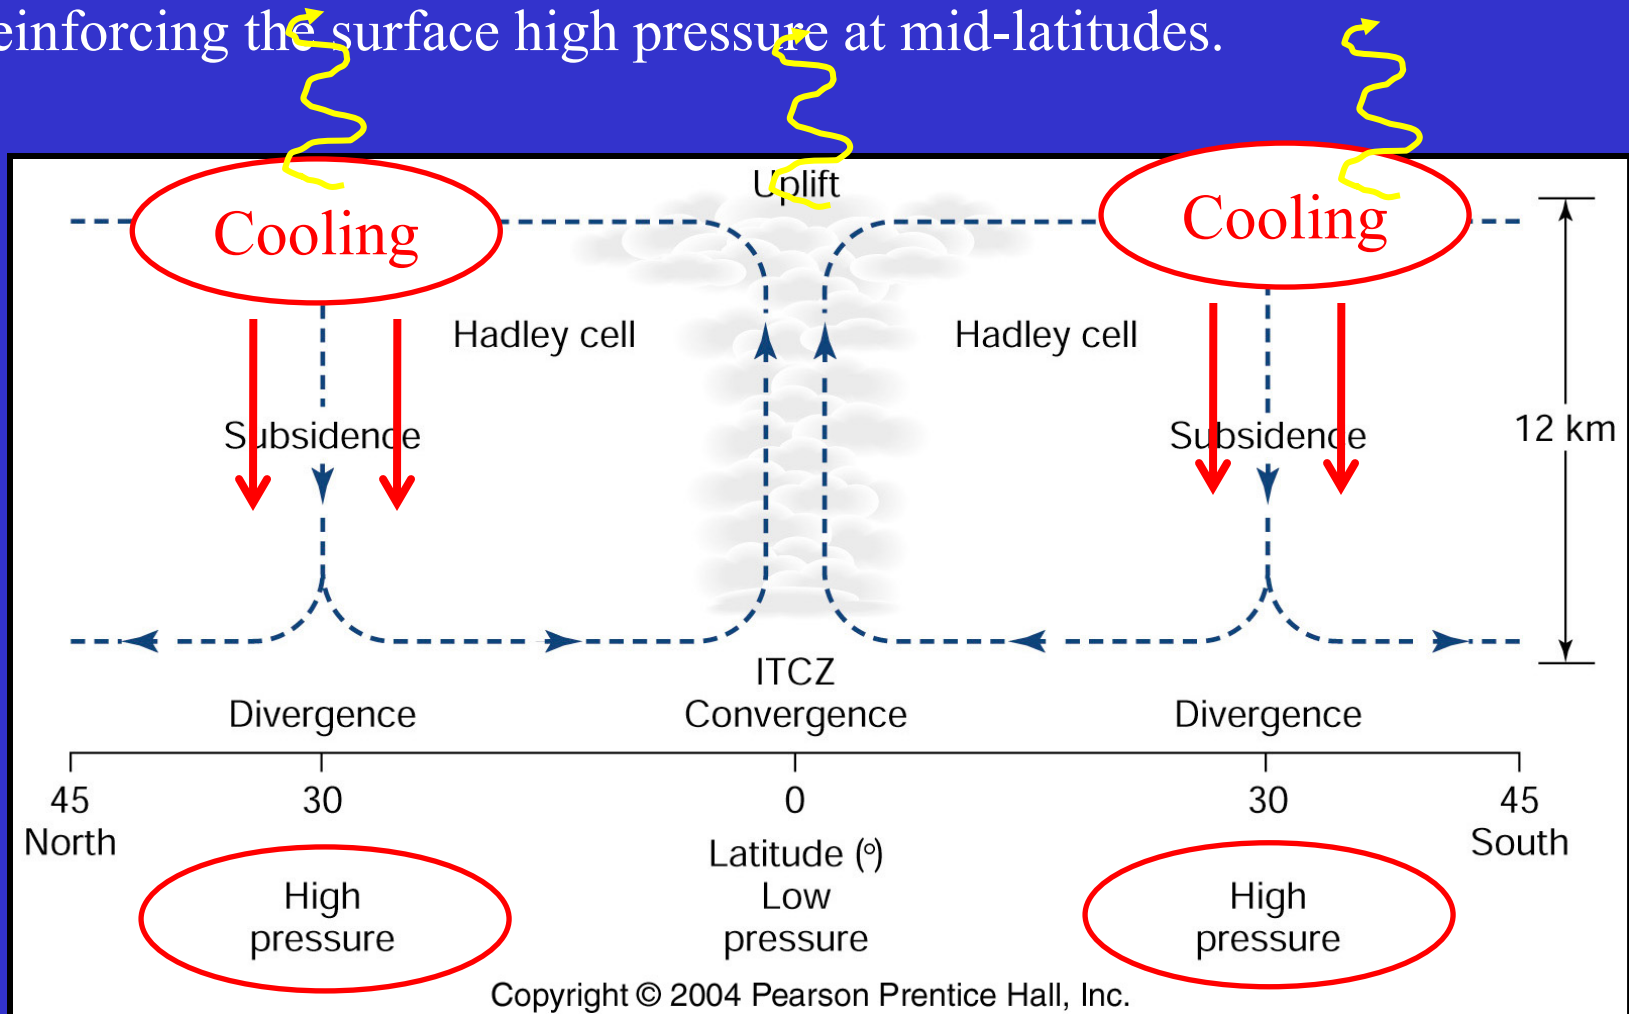 einforcing the surface high pressure at mid-latitudes.
Uplift
Cooling
Cooling
Hadley cell
Hadley cell
Subsidence
Subsidence
12 km
ITCZ
Divergence
Convergence
Divergence
45
30
0
30
45
North
South
Latitude (°)
High
Low
High
pressure
pressure
pressure
Copyright © 2004 Pearson Prentice Hall, Inc.